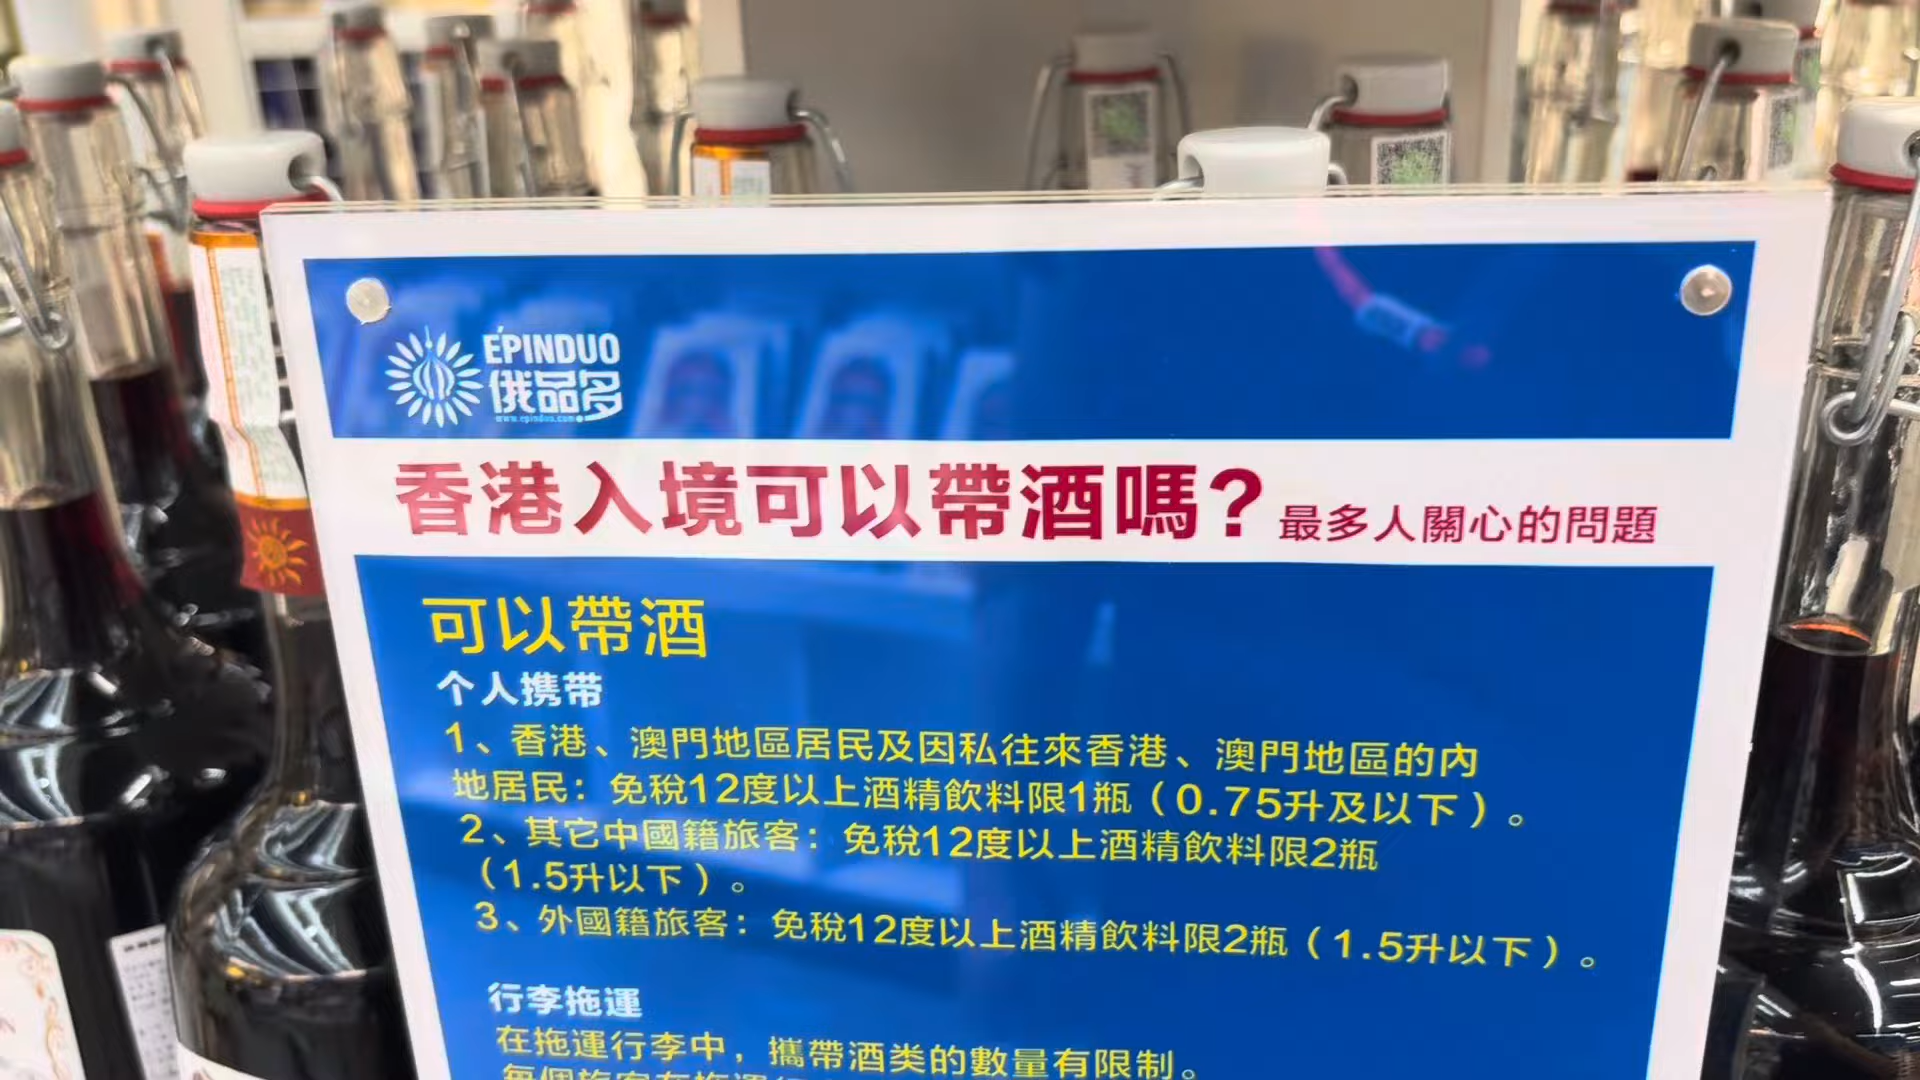 ÉPINDUO
俄品多
www.epinduo.com
香港入境可以帶酒嗎? 最多人關心的問題
可以帶酒
个人携带
1、香港、澳門地區居民及因私往來香港、澳門地區的內
地居民：免稅12度以上酒精飲料限1瓶（0.75升及以下）。
2、其它中國籍旅客：免稅12度以上酒精飲料限2瓶
（1.5升以下）。
3、外國籍旅客：免稅12度以上酒精飲料限2瓶（1.5升以下）。
行李拖運
在拖運行李中，攜帶酒类的數量有限制。